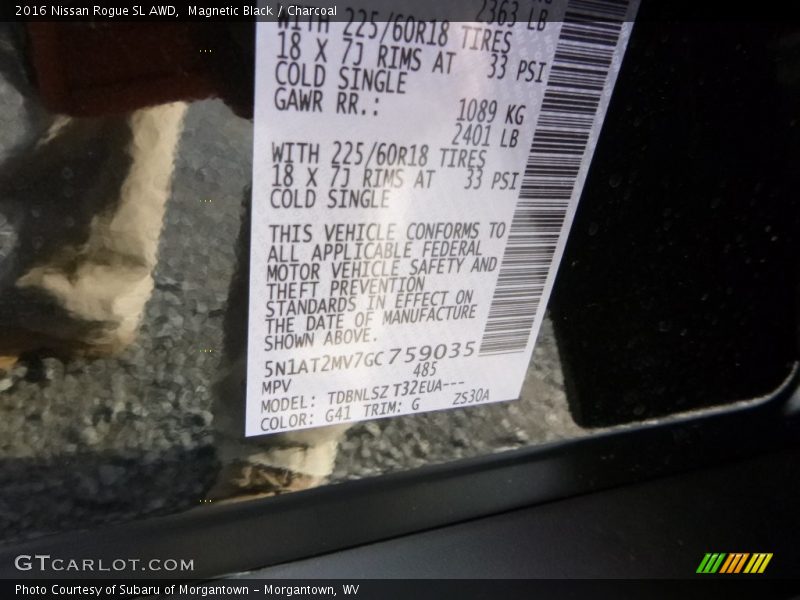 2016 Nissan Rogue SL AWD, Magnetic Black / Charcoal
2363 LB
WITH 225/60R18 TIRES
18 X 7J RIMS AT 33 PSI
COLD SINGLE
GAWR RR.: 1089 KG
2401 LB
WITH 225/60R18 TIRES
18 X 7J RIMS AT 33 PSI
COLD SINGLE
THIS VEHICLE CONFORMS TO
ALL APPLICABLE FEDERAL
MOTOR VEHICLE SAFETY AND
THEFT PREVENTION
STANDARDS IN EFFECT ON
THE DATE OF MANUFACTURE
SHOWN ABOVE.
5N1AT2MV7GC759035
MPV 485
MODEL: TDBNLSZ T32EUA---
COLOR: G41 TRIM: G ZS30A
GTCARLOT.COM
Photo Courtesy of Subaru of Morgantown - Morgantown, WV